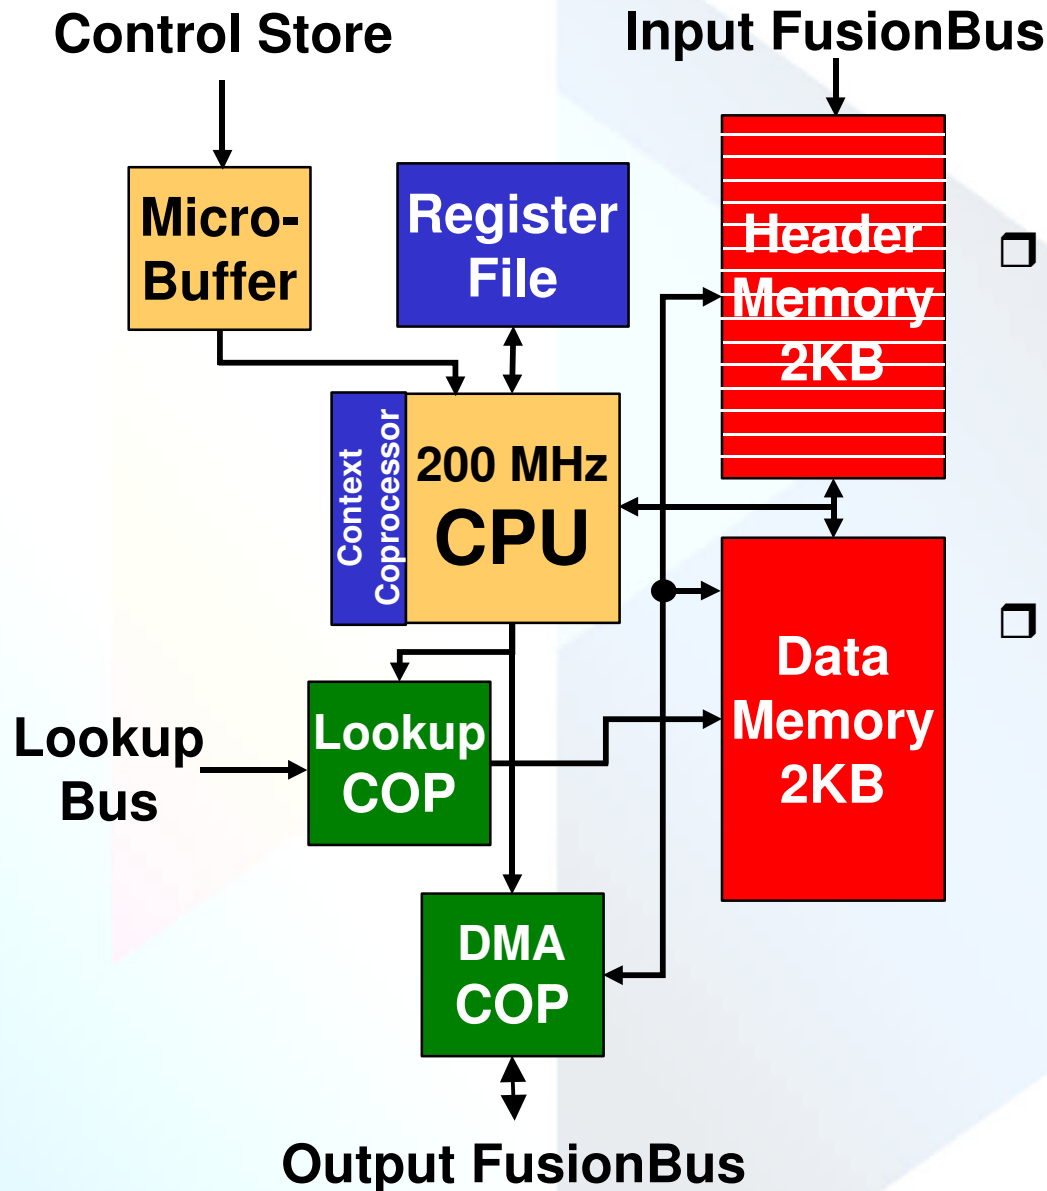 Control Store
Input FusionBus
Micro-
Buffer
Register
File
Header
Memory
2KB
Context
Coprocessor
200 MHz
CPU
Data
Memory
2KB
Lookup
Bus
Lookup
COP
DMA
COP
Output FusionBus